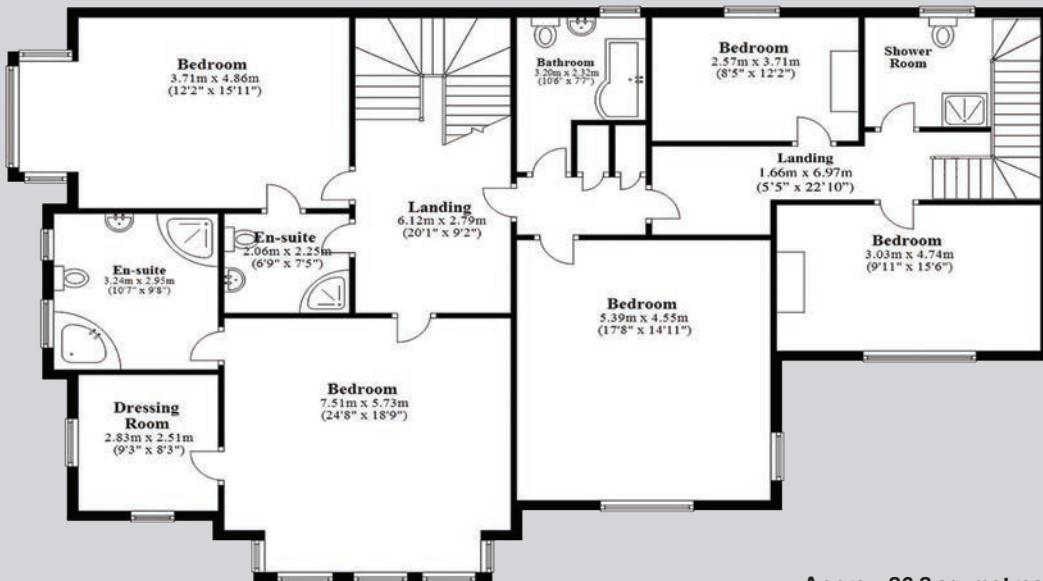 Bedroom
3.71m x 4.86m
(12'2" x 15'11")
Bathroom
3.20m x 2.32m
(10'6" x 7'7")
Bedroom
2.57m x 3.71m
(8'5" x 12'2")
Shower
Room
Landing
1.66m x 6.97m
(5'5" x 22'10")
Landing
6.12m x 2.79m
(20'1" x 9'2")
En-suite
3.24m x 2.95m
(10'7" x 9'8")
En-suite
2.06m x 2.25m
(6'9" x 7'5")
Bedroom
3.03m x 4.74m
(9'11" x 15'6")
Bedroom
5.39m x 4.55m
(17'8" x 14'11")
Bedroom
7.51m x 5.73m
(24'8" x 18'9")
Dressing
Room
2.83m x 2.51m
(9'3" x 8'3")